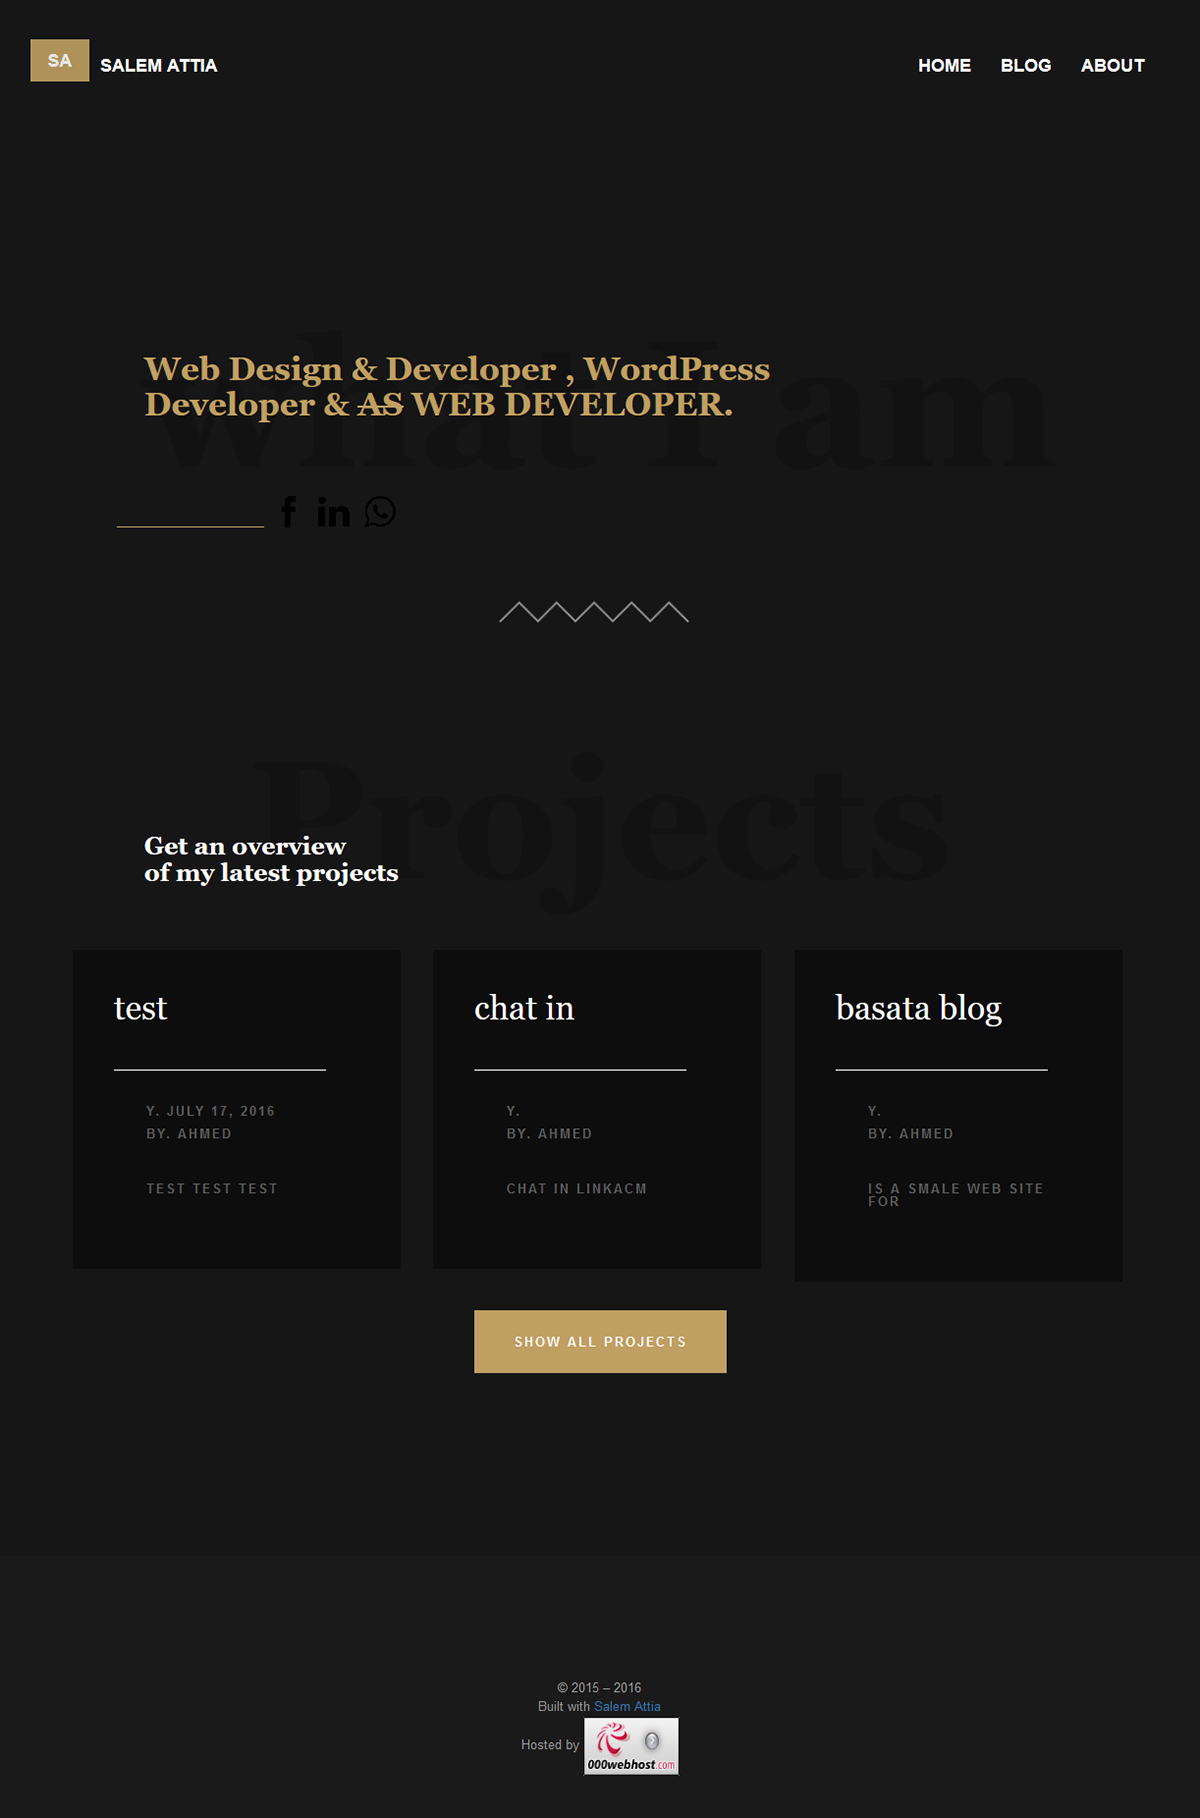 SA
SALEM ATTIA
HOME BLOG ABOUT
what I am
Web Design & Developer , WordPress
Developer & AS WEB DEVELOPER.
Projects
Get an overview
of my latest projects
test
Y. JULY 17, 2016
BY. AHMED
TEST TEST TEST
chat in
Y.
BY. AHMED
CHAT IN LINKACM
basata blog
Y.
BY. AHMED
IS A SMALE WEB SITE
FOR
SHOW ALL PROJECTS
© 2015 – 2016
Built with Salem Attia
Hosted by
000webhost.com